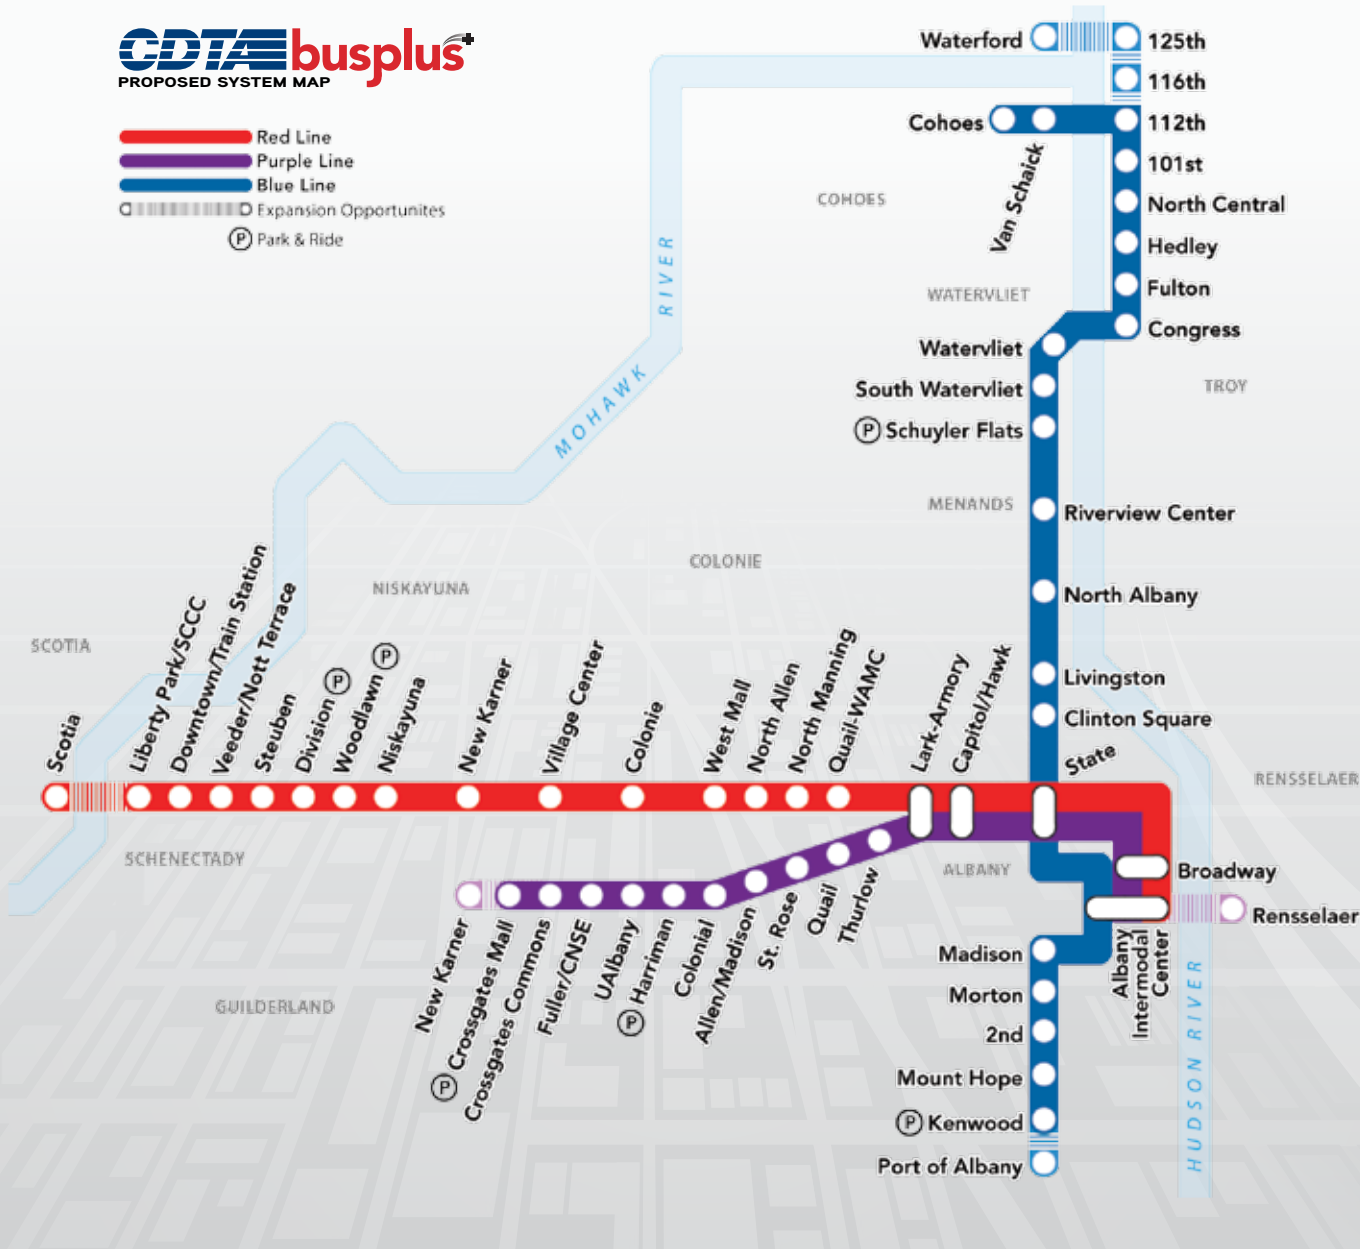 CDTA busplus+
PROPOSED SYSTEM MAP
Red Line
Purple Line
Blue Line
Expansion Opportunites
P Park & Ride
Waterford
125th
116th
Cohoes
112th
Van Schaick
101st
North Central
Hedley
Fulton
Congress
COHOES
WATERVLIET
Watervliet
South Watervliet
P Schuyler Flats
TROY
MOHAWK
RIVER
MENANDS
Riverview Center
COLONIE
NISKAYUNA
North Albany
SCOTIA
Livingston
Clinton Square
State
RENSSELAER
Scotia
Liberty Park/SCCC
Downtown/Train Station
Veeder/Nott Terrace
Steuben
Division P
Woodlawn P
Niskayuna
New Karner
Village Center
Colonie
West Mall
North Allen
North Manning
Quail-WAMC
Lark-Armory
Capitol/Hawk
SCHENECTADY
ALBANY
Broadway
Rensselaer
New Karner
P Crossgates Mall
Crossgates Commons
Fuller/CNSE
UAlbany
P Harriman
Colonial
Allen/Madison
St. Rose
Quail
Thurlow
Albany
Intermodal
Center
GUILDERLAND
Madison
Morton
2nd
Mount Hope
P Kenwood
Port of Albany
HUDSON RIVER